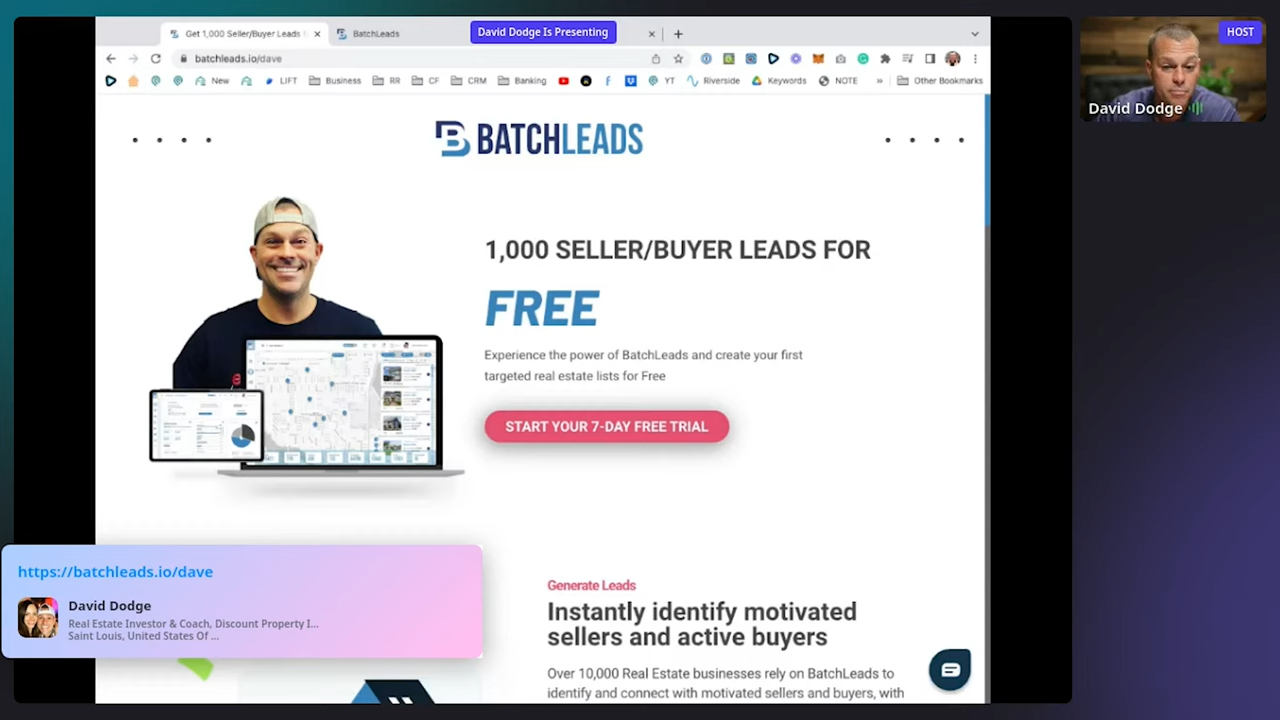 Get 1,000 Seller/Buyer Leads
BatchLeads
David Dodge Is Presenting
batchleads.io/dave
New
LIFT
Business
RR
CF
CRM
Banking
YT
Riverside
Keywords
NOTE
»
Other Bookmarks
HOST
David Dodge
BATCHLEADS
1,000 SELLER/BUYER LEADS FOR
FREE
Experience the power of BatchLeads and create your first
targeted real estate lists for Free
START YOUR 7-DAY FREE TRIAL
https://batchleads.io/dave
David Dodge
Real Estate Investor & Coach, Discount Property I...
Saint Louis, United States Of ...
Generate Leads
Instantly identify motivated
sellers and active buyers
Over 10,000 Real Estate businesses rely on BatchLeads to
identify and connect with motivated sellers and buyers, with